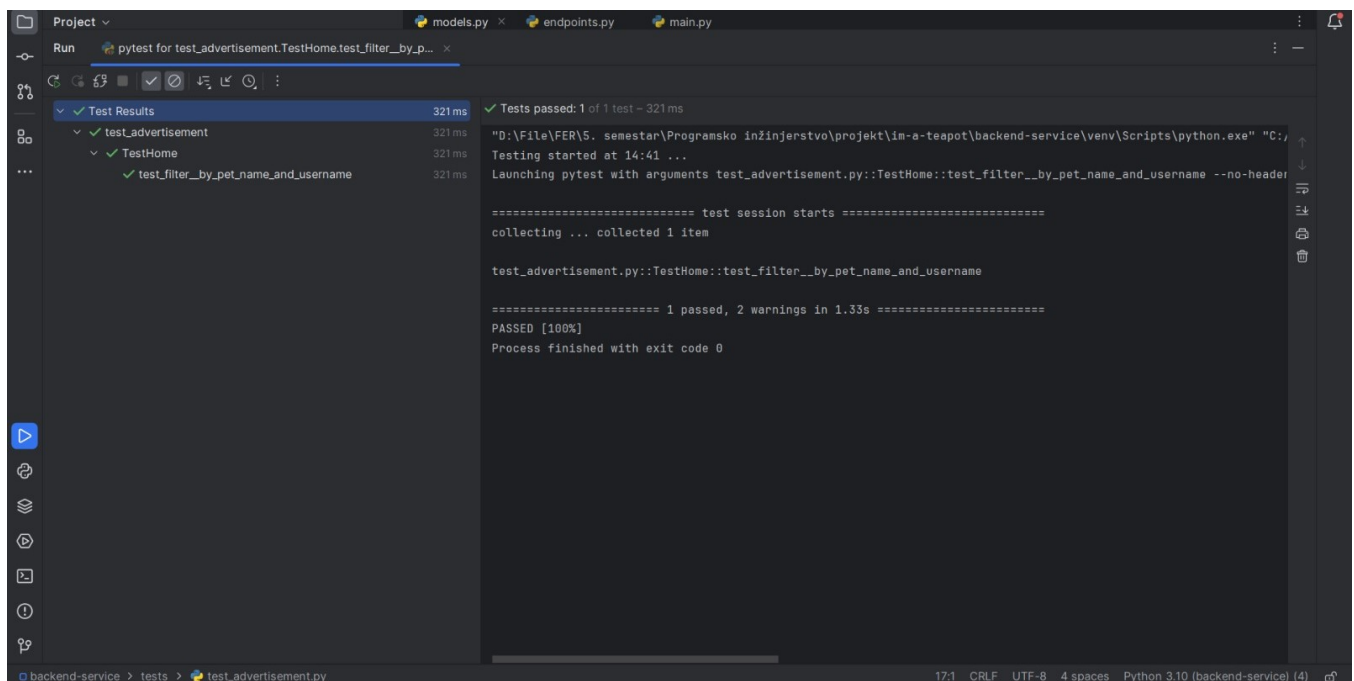 Project
models.py
endpoints.py
main.py
Run
pytest for test_advertisement.TestHome.test_filter__by_p...
Test Results 321 ms
test_advertisement 321 ms
TestHome 321 ms
test_filter__by_pet_name_and_username 321 ms
Tests passed: 1 of 1 test – 321 ms
"D:\File\FER\5. semestar\Programsko inžinjerstvo\projekt\im-a-teapot\backend-service\venv\Scripts\python.exe" "C:/
Testing started at 14:41 ...
Launching pytest with arguments test_advertisement.py::TestHome::test_filter__by_pet_name_and_username --no-header
============================= test session starts =============================
collecting ... collected 1 item
test_advertisement.py::TestHome::test_filter__by_pet_name_and_username
======================== 1 passed, 2 warnings in 1.33s ========================
PASSED [100%]
Process finished with exit code 0
backend-service > tests > test_advertisement.py
17:1 CRLF UTF-8 4 spaces Python 3.10 (backend-service) (4)